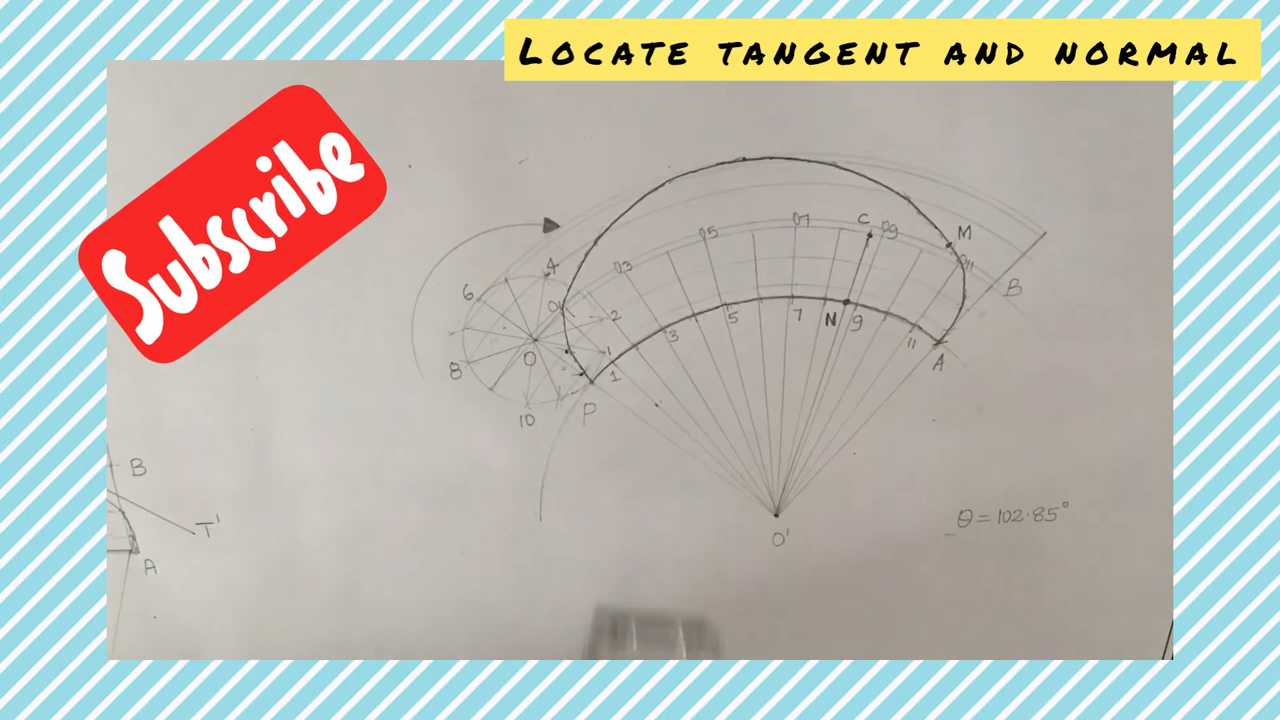 LOCATE TANGENT AND NORMAL
Subscribe
M
C
O9
O7
O5
O3
O11
B
4
6
2
O
1
8
10
P
1
3
5
7
N
9
11
A
O'
θ = 102.85°
B
T'
A